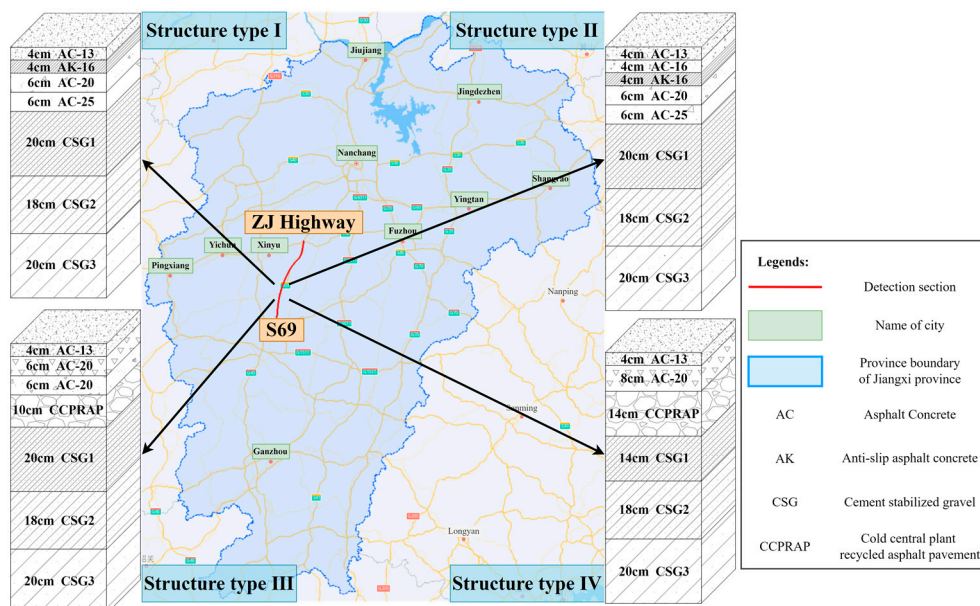 Structure type I
4cm AC-13
4cm AK-16
6cm AC-20
6cm AC-25
20cm CSG1
18cm CSG2
20cm CSG3
Structure type II
4cm AC-13
4cm AC-16
4cm AK-16
6cm AC-20
6cm AC-25
20cm CSG1
18cm CSG2
20cm CSG3
Jiujiang
Jingdezhen
Nanchang
Shangrao
Yingtan
ZJ Highway
Fuzhou
Yichun
Xinyu
Pingxiang
Nanping
S69
Sanming
Ganzhou
Longyan
Structure type III
4cm AC-13
6cm AC-20
6cm AC-20
10cm CCPRAP
20cm CSG1
18cm CSG2
20cm CSG3
Structure type IV
4cm AC-13
8cm AC-20
14cm CCPRAP
14cm CSG1
18cm CSG2
20cm CSG3
Legends:
Detection section
Name of city
Province boundary
of Jiangxi province
AC Asphalt Concrete
AK Anti-slip asphalt concrete
CSG Cement stabilized gravel
CCPRAP Cold central plant
recycled asphalt pavement